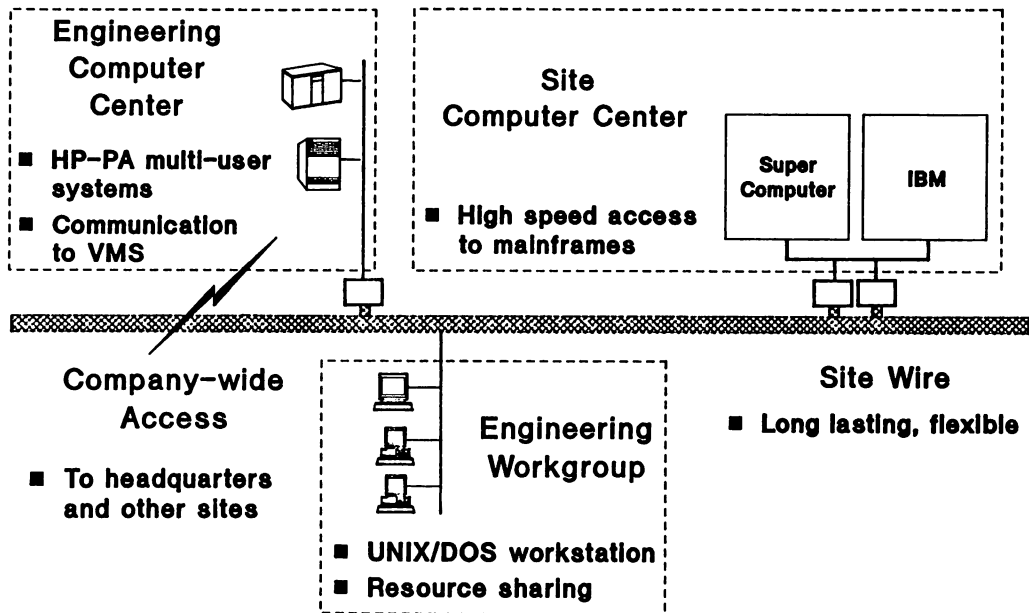 Engineering
Computer
Center
■ HP-PA multi-user
systems
■ Communication
to VMS
Site
Computer Center
■ High speed access
to mainframes
Super
Computer
IBM
Company-wide
Access
■ To headquarters
and other sites
Engineering
Workgroup
■ UNIX/DOS workstation
■ Resource sharing
Site Wire
■ Long lasting, flexible